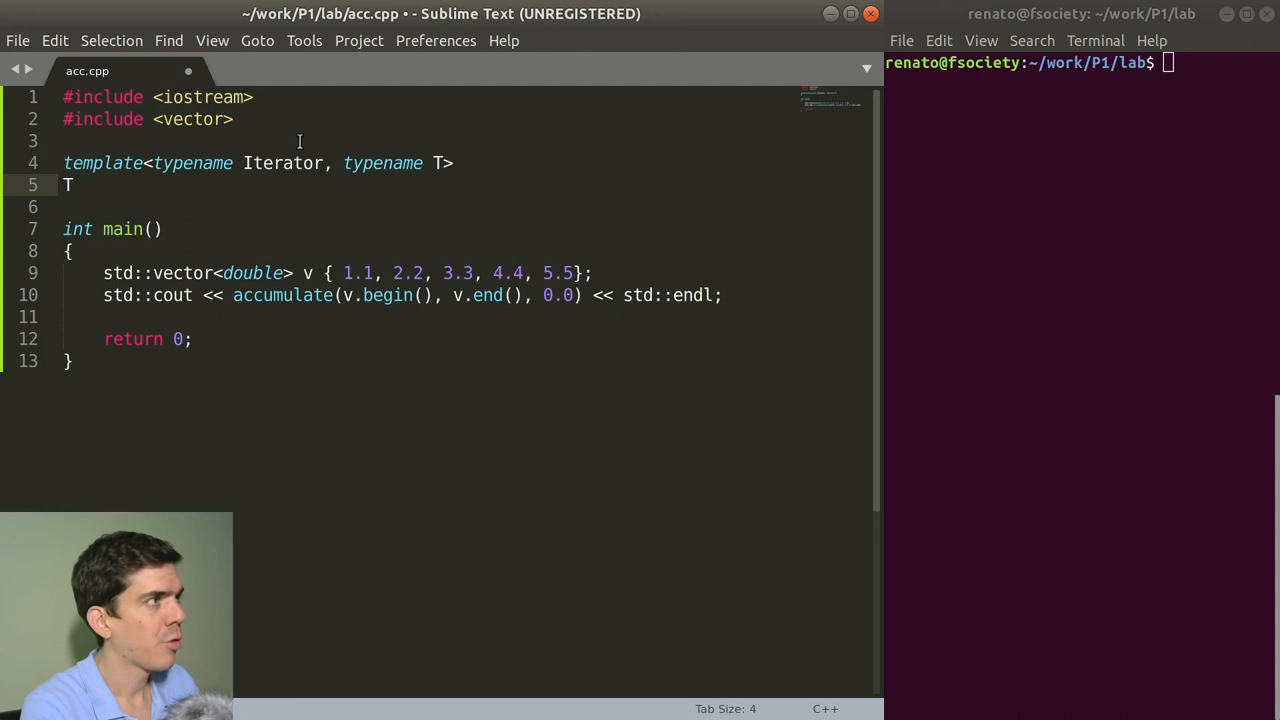 ~/work/P1/lab/acc.cpp • - Sublime Text (UNREGISTERED)
File Edit Selection Find View Goto Tools Project Preferences Help
acc.cpp
1 #include <iostream>
2 #include <vector>
3
4 template<typename Iterator, typename T>
5 T
6
7 int main()
8 {
9 std::vector<double> v { 1.1, 2.2, 3.3, 4.4, 5.5};
10 std::cout << accumulate(v.begin(), v.end(), 0.0) << std::endl;
11
12 return 0;
13 }
Tab Size: 4 C++
renato@fsociety: ~/work/P1/lab
File Edit View Search Terminal Help
renato@fsociety:~/work/P1/lab$